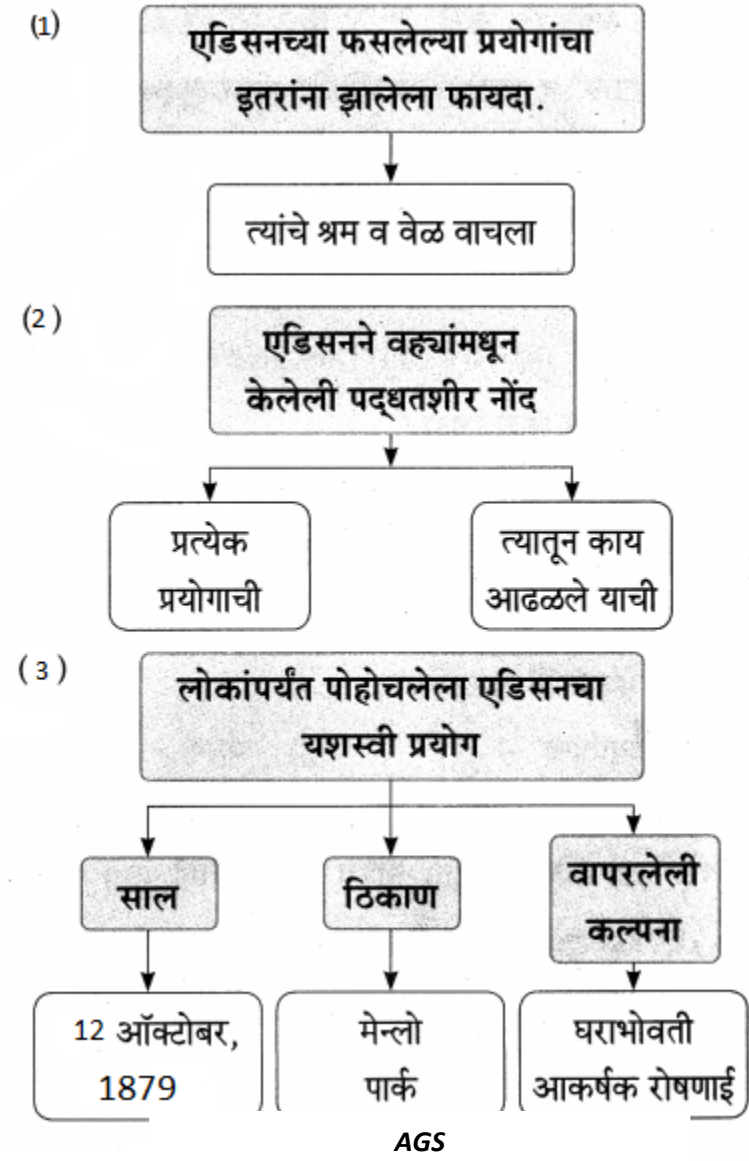 (1)
एडिसनच्या फसलेल्या प्रयोगांचा
इतरांना झालेला फायदा.
त्यांचे श्रम व वेळ वाचला
(2)
एडिसनने वह्यांमधून
केलेली पद्धतशीर नोंद
प्रत्येक
प्रयोगाची
त्यातून काय
आढळले याची
(3)
लोकांपर्यंत पोहोचलेला एडिसनचा
यशस्वी प्रयोग
साल
ठिकाण
वापरलेली
कल्पना
12 ऑक्टोबर,
1879
मेन्लो
पार्क
घराभोवती
आकर्षक रोषणाई
AGS